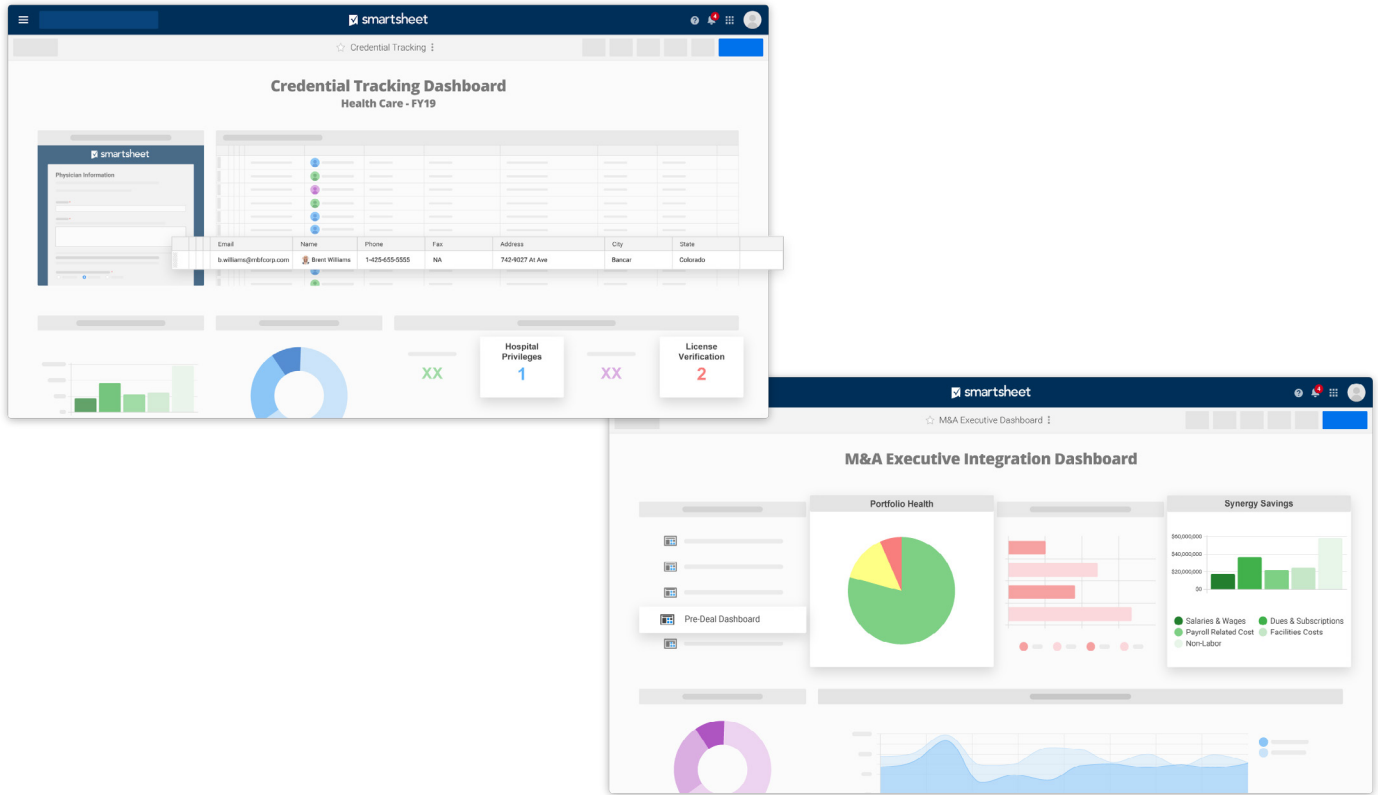 smartsheet
4
Credential Tracking
Credential Tracking Dashboard
Health Care - FY19
smartsheet
Physician Information
Email Name Phone Fax Address City State
b.williams@mbfcorp.com Brent Williams 1-425-655-5555 NA 742-9027 At Ave Bancar Colorado
Hospital
Privileges
1
License
Verification
2
XX
XX
smartsheet
4
M&A Executive Dashboard
M&A Executive Integration Dashboard
Pre-Deal Dashboard
Portfolio Health
Synergy Savings
$60,000,000
$40,000,000
$20,000,000
$0
Salaries & Wages Dues & Subscriptions
Payroll Related Cost Facilities Costs
Non-Labor